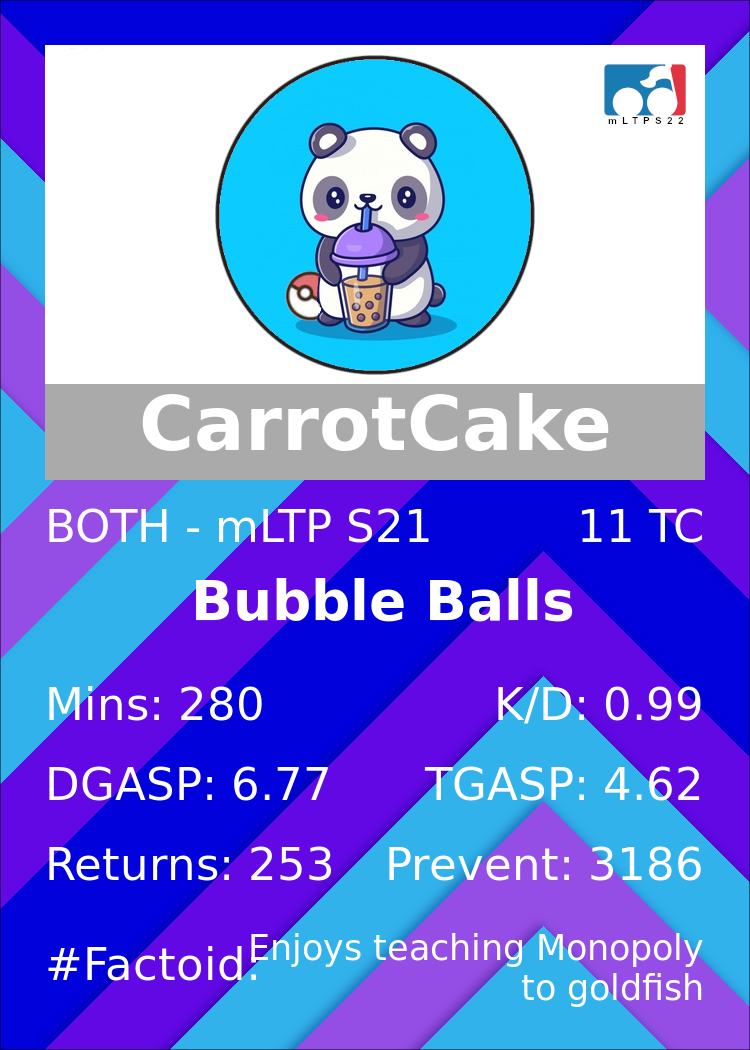 mLTPS22
CarrotCake
BOTH - mLTP S21 11 TC
Bubble Balls
Mins: 280 K/D: 0.99
DGASP: 6.77 TGASP: 4.62
Returns: 253 Prevent: 3186
#Factoid: Enjoys teaching Monopoly
to goldfish